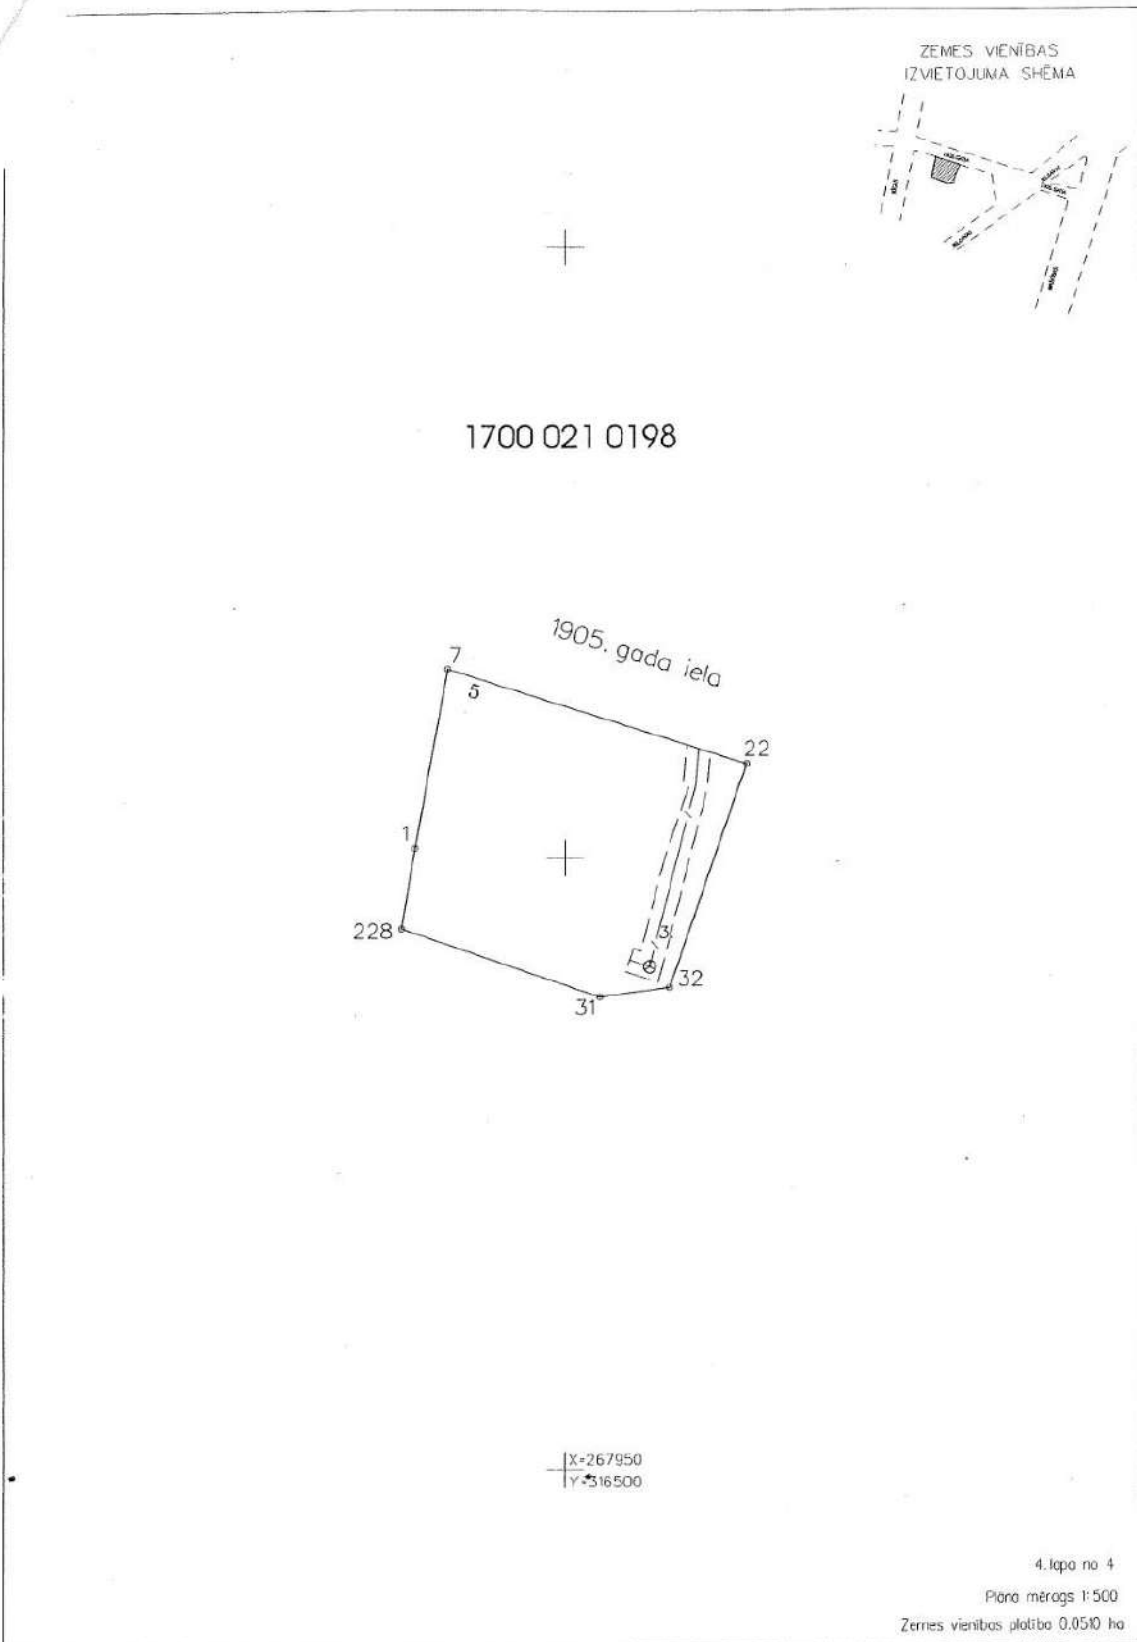 ZEMES VIENĪBAS
IZVIETOJUMA SHĒMA
1700 021 0198
1905. gada iela
7
5
22
1
228
3.
32
31
X=267950
Y=316500
4.lapa no 4
Plāna mērogs 1:500
Zemes vienības platība 0.0510 ha